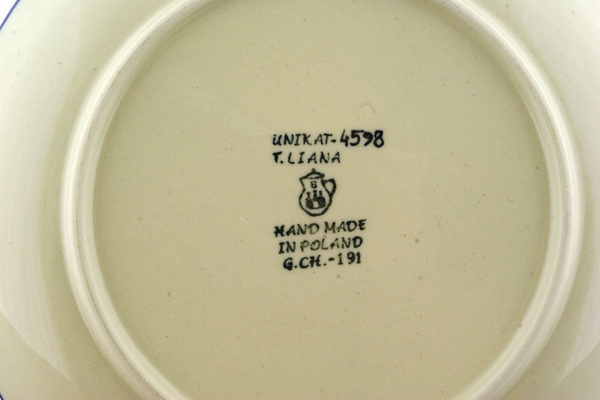 UNIKAT-4598
T.LIANA
B
HAND MADE
IN POLAND
G.CH.-191